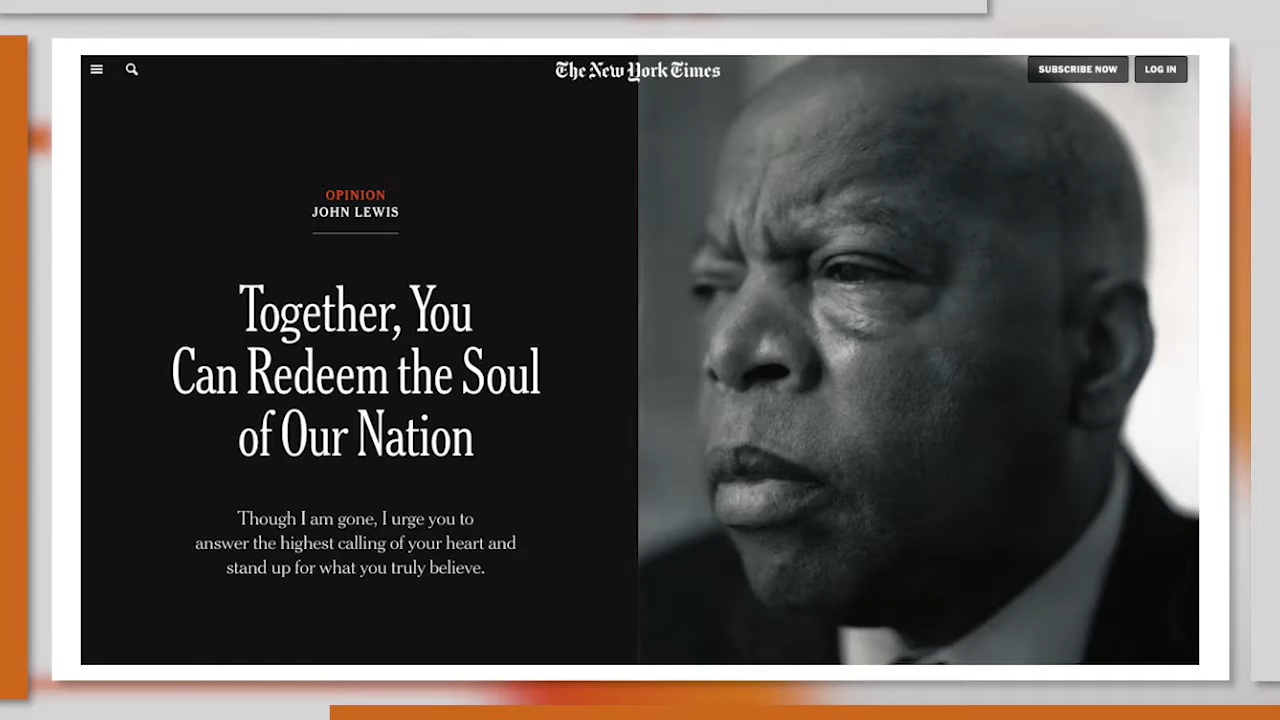 The New York Times
SUBSCRIBE NOW
LOG IN
OPINION
JOHN LEWIS
Together, You
Can Redeem the Soul
of Our Nation
Though I am gone, I urge you to
answer the highest calling of your heart and
stand up for what you truly believe.